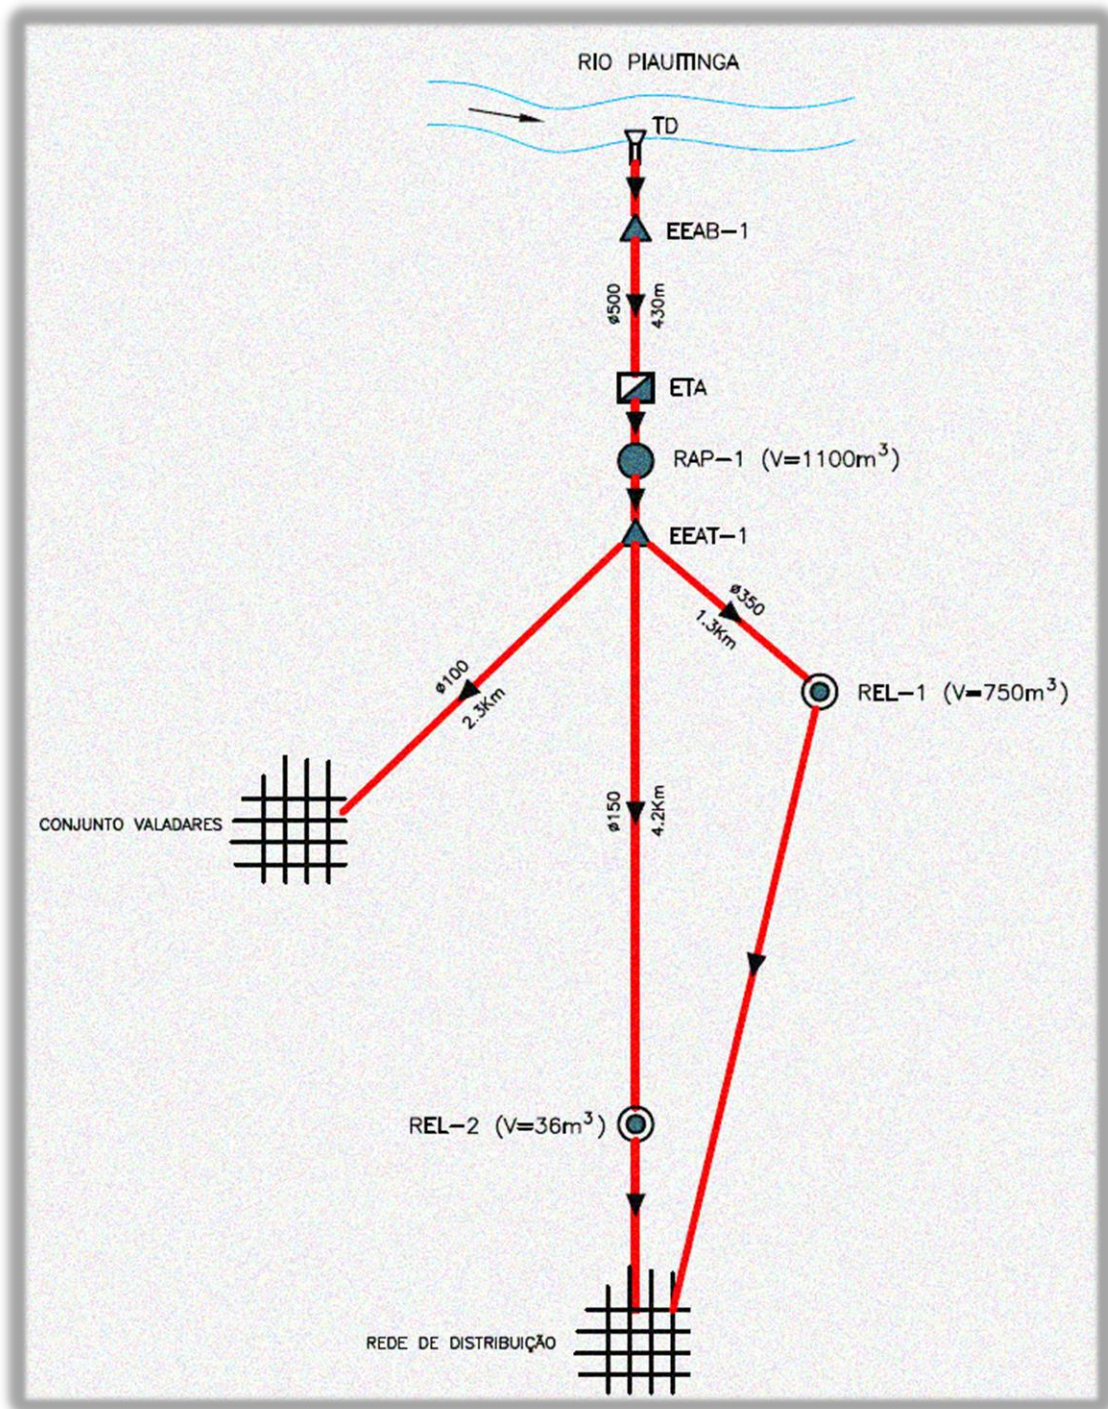 RIO PIAUITINGA
TD
EEAB-1
ø500
430m
ETA
RAP-1 (V=1100m³)
EEAT-1
ø350
1.3Km
ø100
2.3Km
REL-1 (V=750m³)
ø150
4.2Km
CONJUNTO VALADARES
REL-2 (V=36m³)
REDE DE DISTRIBUIÇÃO